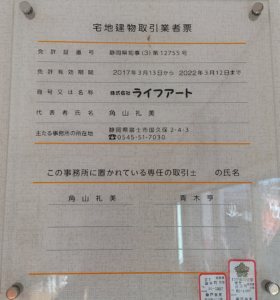 宅地建物取引業者票
免許証番号 静岡県知事(3)第12755号
免許有効期間 2017年3月13日から 2022年3月12日まで
商号又は名称 株式会社ライフアート
代表者氏名 角山礼美
主たる事務所の所在地 静岡県富士市国久保2-4-3
☎0545-51-7030
この事務所に置かれている専任の取引士 の氏名
角山礼美 青木亨